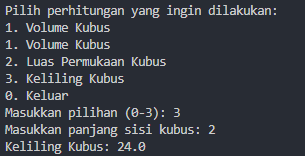 Pilih perhitungan yang ingin dilakukan:
1. Volume Kubus
1. Volume Kubus
2. Luas Permukaan Kubus
3. Keliling Kubus
0. Keluar
Masukkan pilihan (0-3): 3
Masukkan panjang sisi kubus: 2
Keliling Kubus: 24.0